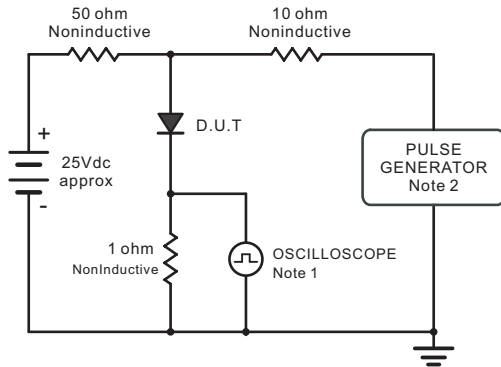 50 ohm
Noninductive
10 ohm
Noninductive
D.U.T
+
25Vdc
approx
-
PULSE
GENERATOR
Note 2
1 ohm
NonInductive
OSCILLOSCOPE
Note 1